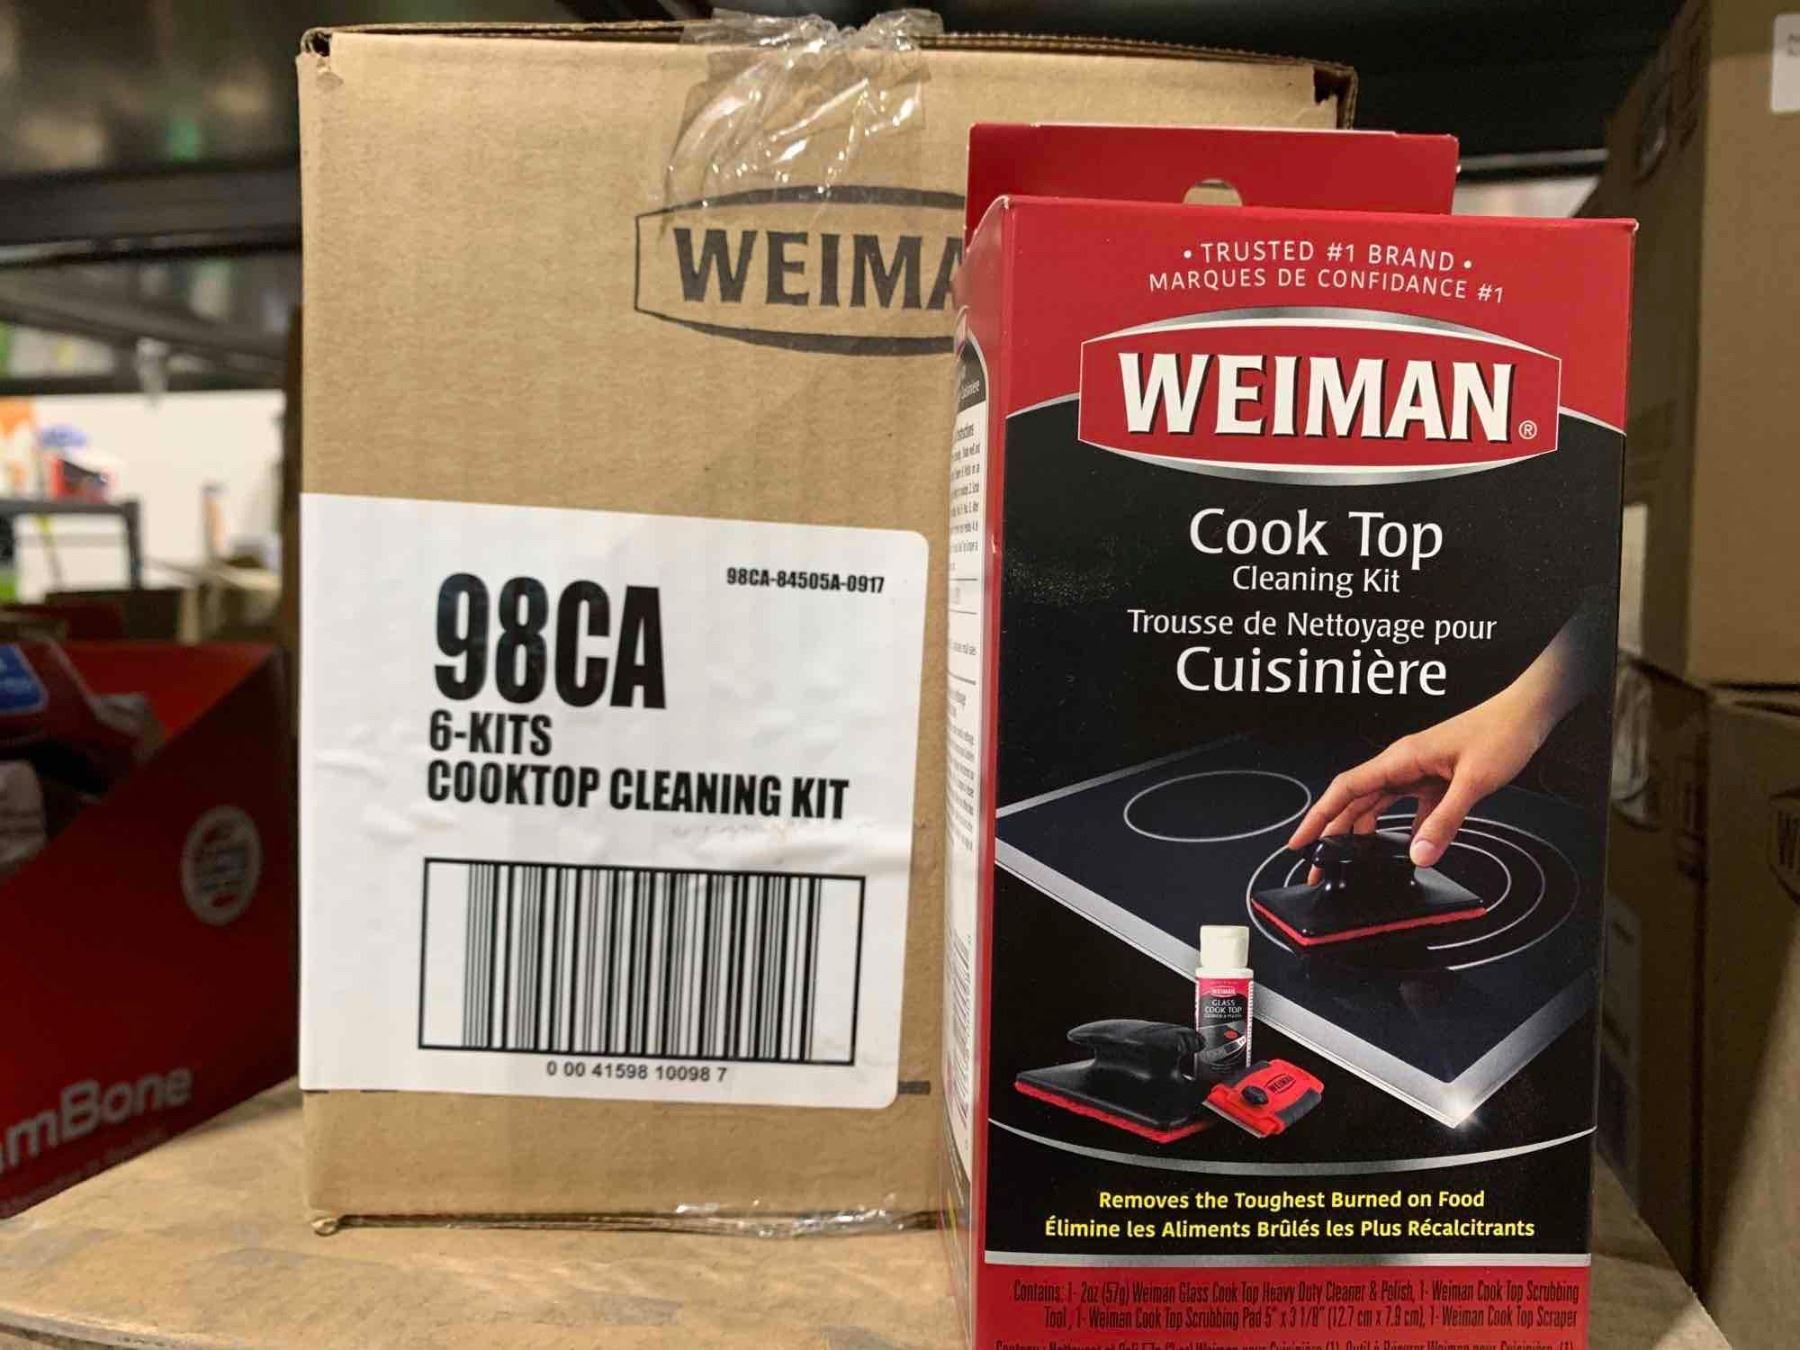 WEIMA
98CA-84505A-0917
98CA
6-KITS
COOKTOP CLEANING KIT
0 00 41598 10098 7
• TRUSTED #1 BRAND •
MARQUES DE CONFIDANCE #1
WEIMAN®
Cook Top
Cleaning Kit
Trousse de Nettoyage pour
Cuisinière
WEIMAN
GLASS
COOK TOP
WEIMAN
Removes the Toughest Burned on Food
Élimine les Aliments Brûlés les Plus Récalcitrants
Contains: 1- 2oz (57g) Weiman Glass Cook Top Heavy Duty Cleaner & Polish, 1- Weiman Cook Top Scrubbing
Tool, 1- Weiman Cook Top Scrubbing Pad 5" x 3 1/8" (12.7 cm x 7.9 cm), 1- Weiman Cook Top Scraper
mBone